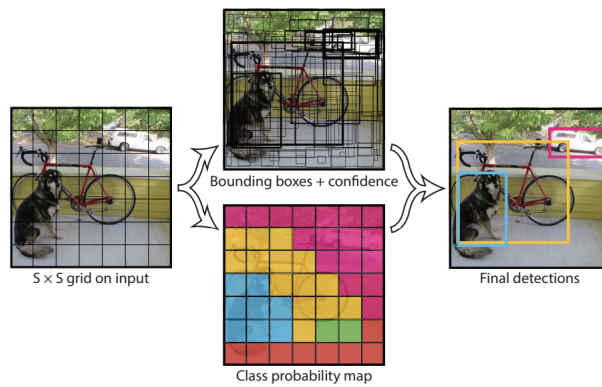 Bounding boxes + confidence
S × S grid on input
Final detections
Class probability map